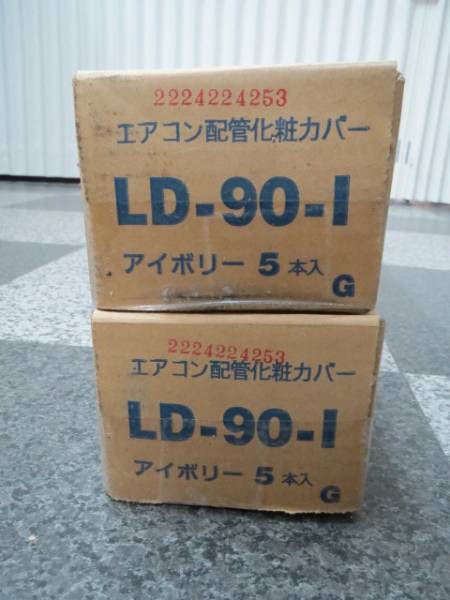 2224224253
エアコン配管化粧カバー
LD-90-I
アイボリー 5 本入
G
2224224253
エアコン配管化粧カバー
LD-90-I
アイボリー 5 本入
G